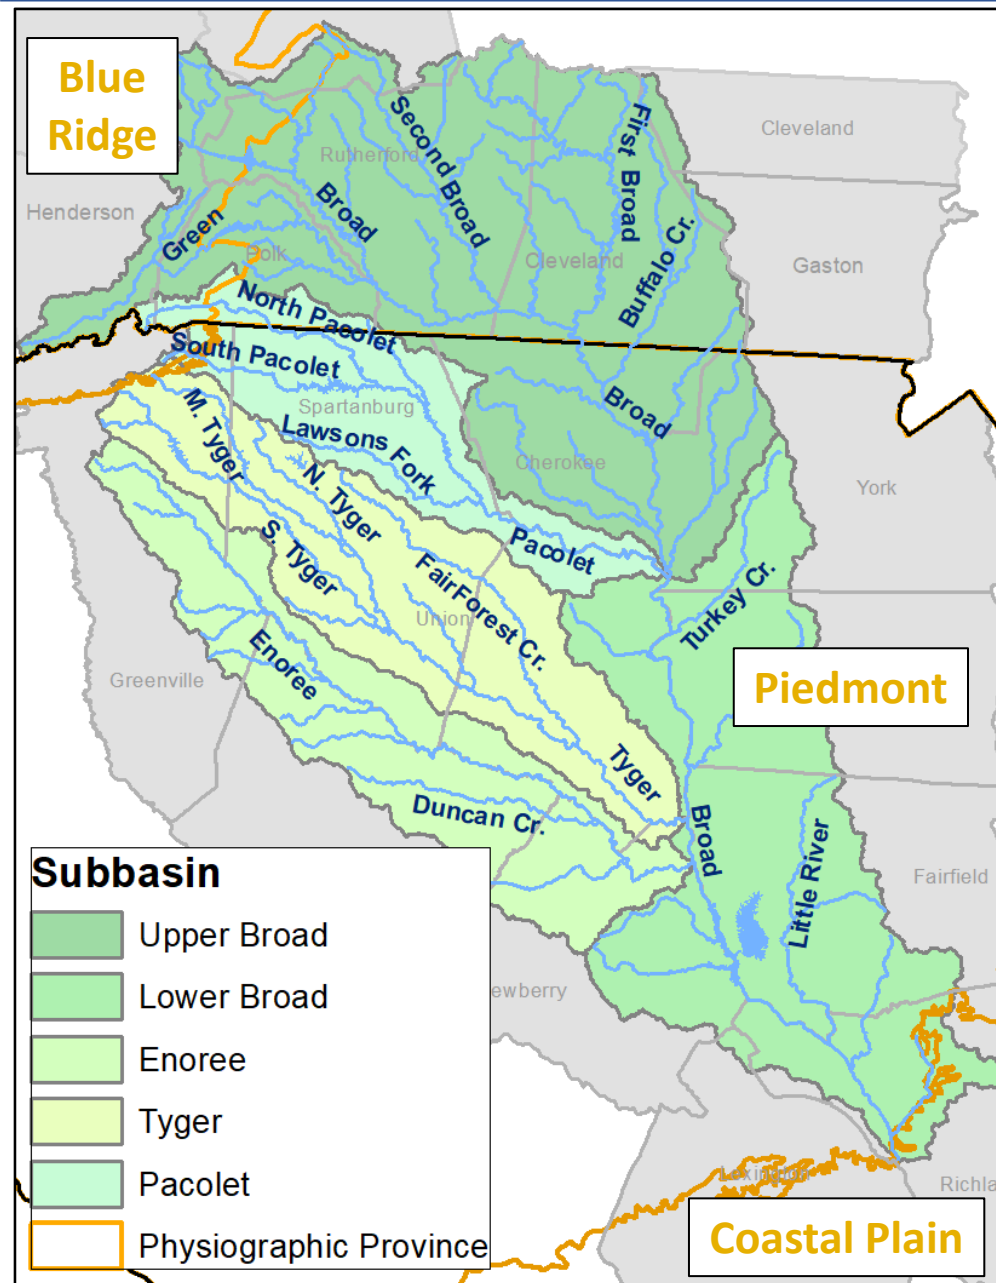 Blue
Ridge
Cleveland
Henderson
Rutherford
Second Broad
First Broad
Broad
Green
Polk
Cleveland
Buffalo Cr.
Gaston
North Pacolet
South Pacolet
Spartanburg
M. Tyger
Lawsons Fork
Broad
Cherokee
York
N. Tyger
S. Tyger
Pacolet
FairForest Cr.
Union
Turkey Cr.
Enoree
Greenville
Piedmont
Tyger
Duncan Cr.
Broad
Little River
Fairfield
ewberry
Subbasin
Upper Broad
Lower Broad
Enoree
Tyger
Pacolet
Physiographic Province
Lexington
Richla
Coastal Plain